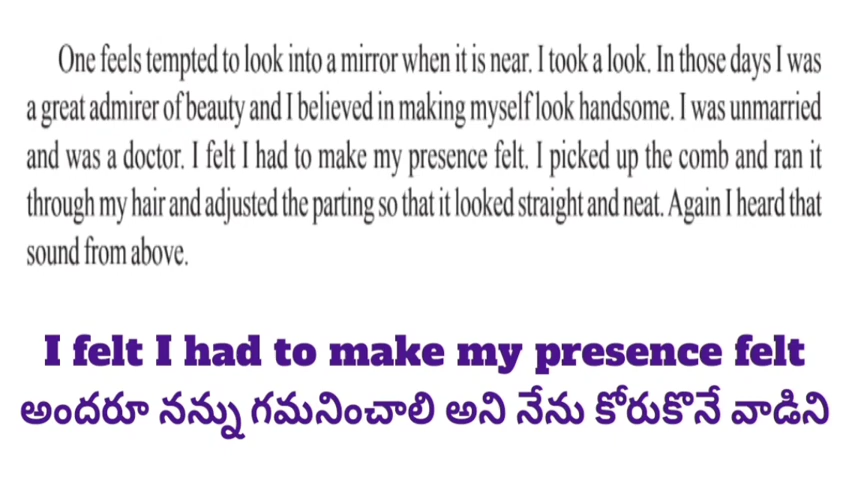 One feels tempted to look into a mirror when it is near. I took a look. In those days I was
a great admirer of beauty and I believed in making myself look handsome. I was unmarried
and was a doctor. I felt I had to make my presence felt. I picked up the comb and ran it
through my hair and adjusted the parting so that it looked straight and neat. Again I heard that
sound from above.
I felt I had to make my presence felt
అందరూ నన్ను గమనించాలి అని నేను కోరుకొనే వాడిని